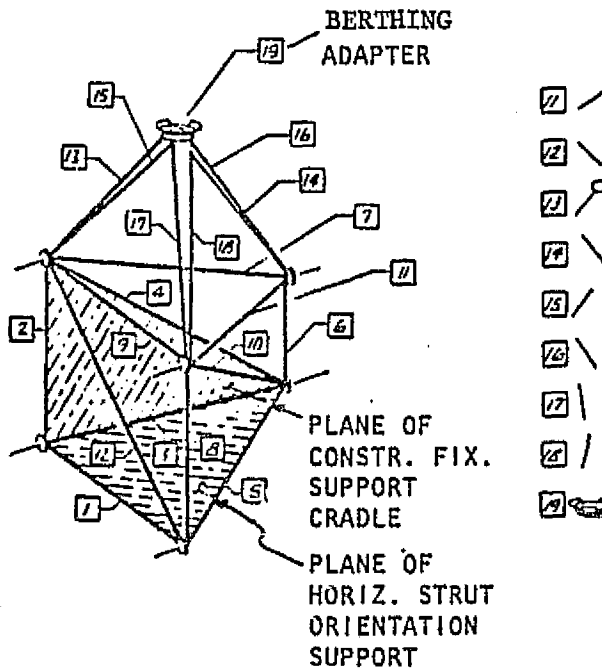 BERTHING
ADAPTER
19
15
16
13
14
7
17
18
11
4
2
6
9
10
12
8
1
5
PLANE OF
CONSTR. FIX.
SUPPORT
CRADLE
PLANE OF
HORIZ. STRUT
ORIENTATION
SUPPORT
11
12
13
14
15
16
17
18
19